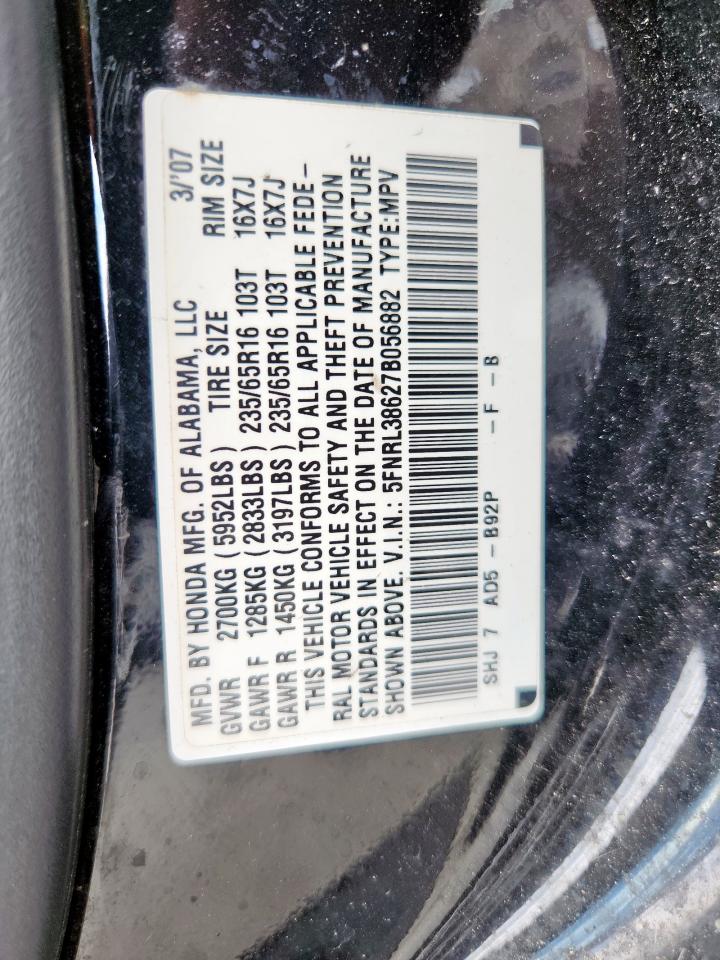 MFD. BY HONDA MFG. OF ALABAMA, LLC 3/'07
GVWR 2700KG (5952LBS) TIRE SIZE RIM SIZE
GAWR F 1285KG (2833LBS) 235/65R16 103T 16X7J
GAWR R 1450KG (3197LBS) 235/65R16 103T 16X7J
THIS VEHICLE CONFORMS TO ALL APPLICABLE FEDE-
RAL MOTOR VEHICLE SAFETY AND THEFT PREVENTION
STANDARDS IN EFFECT ON THE DATE OF MANUFACTURE
SHOWN ABOVE. V.I.N.: 5FNRL38627B056882 TYPE:MPV
SHJ 7 AD5 - B92P - F - B